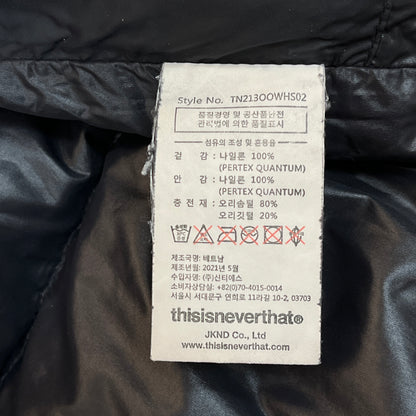 Style No. TN213OOWHS02
품질경영 및 공산품안전
관리법에 의한 품질표시
섬유의 조성 및 혼용율
겉 감 : 나일론 100%
(PERTEX QUANTUM)
안 감 : 나일론 100%
(PERTEX QUANTUM)
충 전 재 : 오리솜털 80%
오리깃털 20%
제조국명: 베트남
제조년월: 2021년 5월
수입자명: (주)신티에스
소비자상담실: +82(0)70-4015-0014
서울시 서대문구 연희로 11라길 10-2, 03703
thisisneverthat®
JKND Co., Ltd
www.thisisneverthat.com